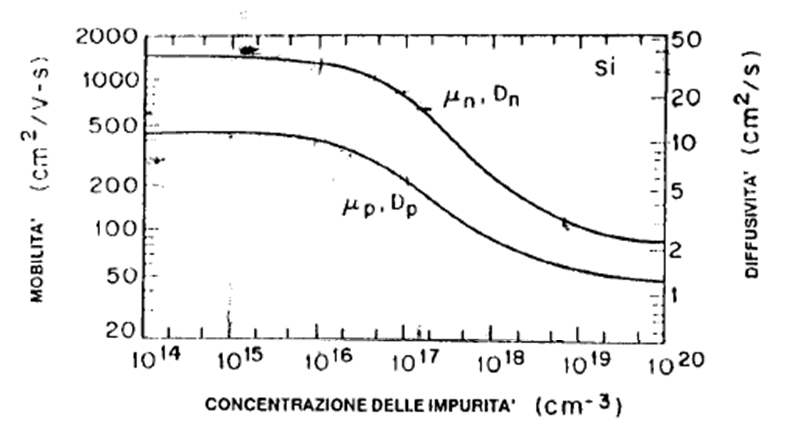 2000
1000
500
200
100
50
20
MOBILITA' (cm²/V-s)
Si
μn, Dn
μp, Dp
50
20
10
5
2
1
DIFFUSIVITA' (cm²/s)
10¹⁴ 10¹⁵ 10¹⁶ 10¹⁷ 10¹⁸ 10¹⁹ 10²⁰
CONCENTRAZIONE DELLE IMPURITA' (cm⁻³)